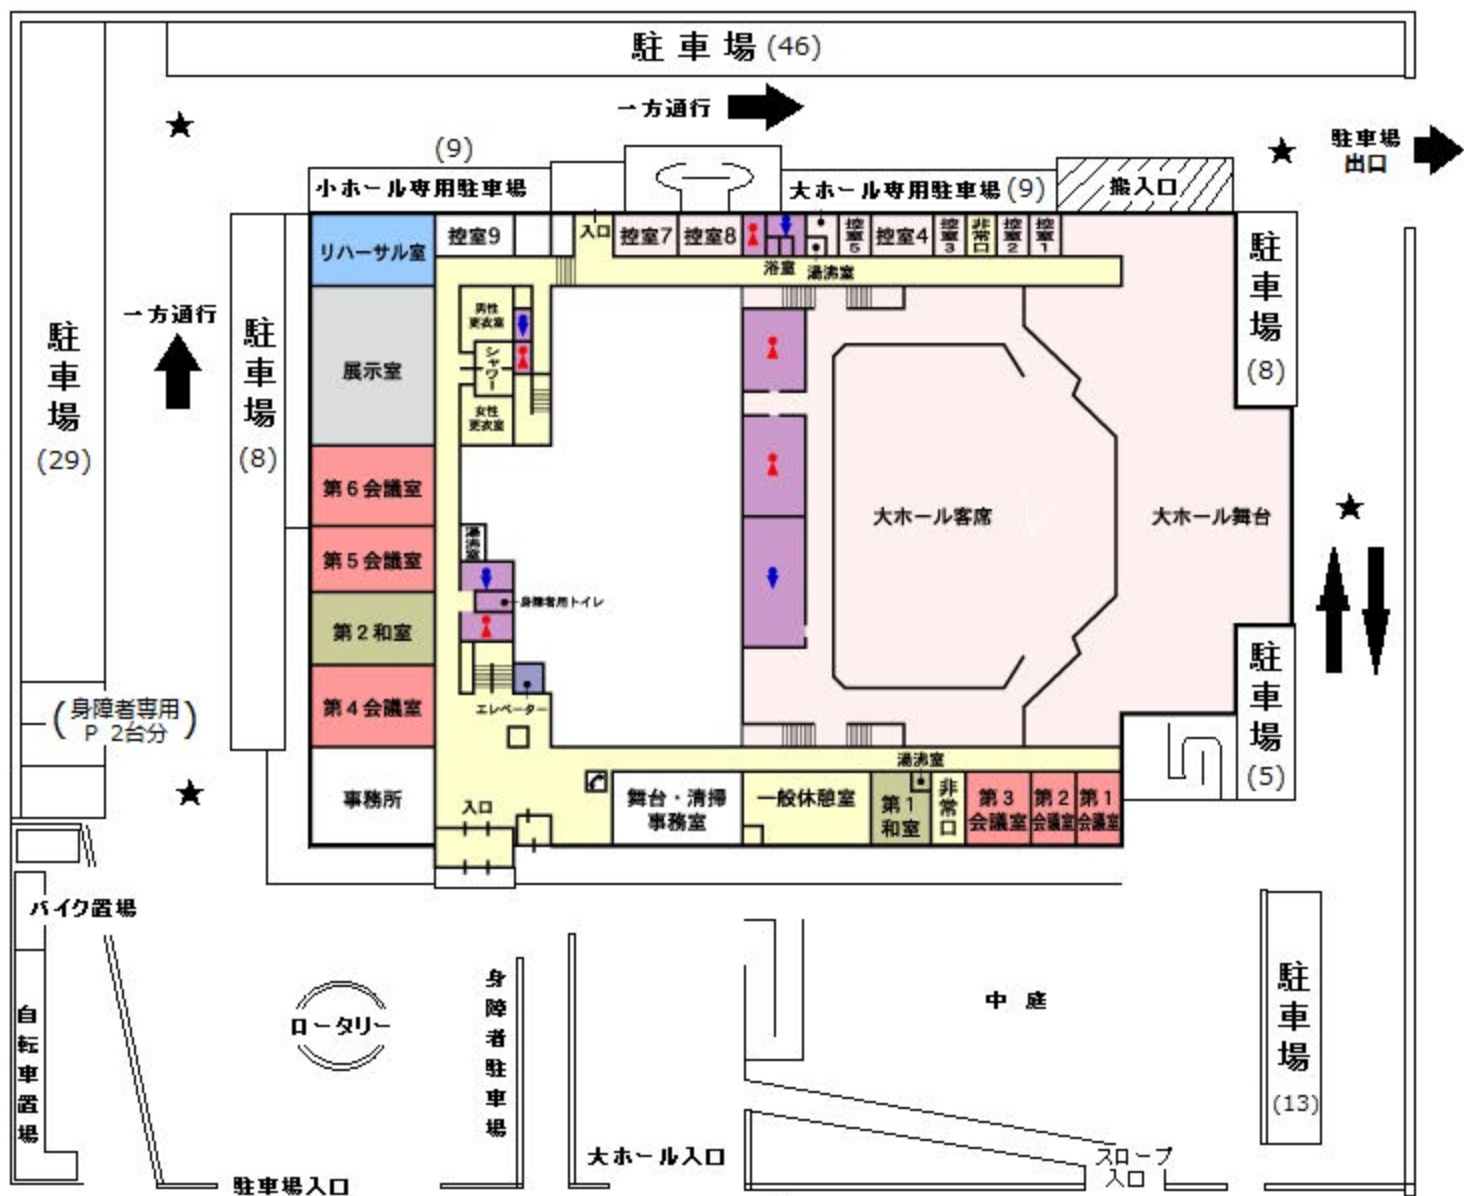 駐車場 (46)
一方通行
駐車場
出口
(9)
小ホール専用駐車場
大ホール専用駐車場 (9)
搬入口
リハーサル室
控室9
入口
控室7
控室8
控室5
控室4
控室3
非常口
控室2
控室1
浴室
湯沸室
駐車場
(8)
一方通行
駐車場
(29)
駐車場
(8)
男性
更衣室
シャワー
女性
更衣室
展示室
第6会議室
第5会議室
第2和室
第4会議室
事務所
湯沸室
身障者用トイレ
エレベーター
大ホール客席
大ホール舞台
(身障者専用
P 2台分)
駐車場
(5)
湯沸室
入口
舞台・清掃
事務室
一般休憩室
第1
和室
非常口
第3
会議室
第2
会議室
第1
会議室
バイク置場
自転車置場
ロータリー
身障者駐車場
中庭
駐車場
(13)
駐車場入口
大ホール入口
スロープ
入口